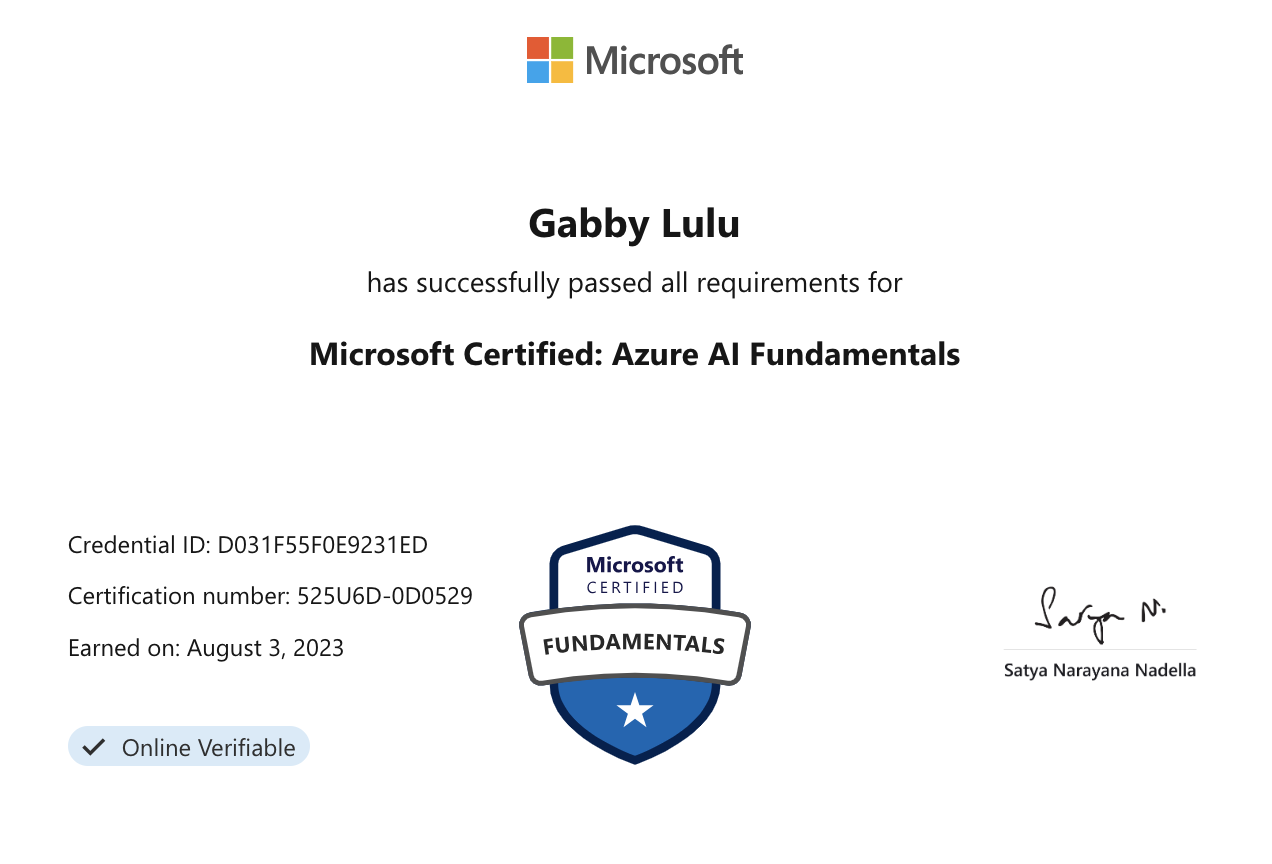 Microsoft
Gabby Lulu
has successfully passed all requirements for
Microsoft Certified: Azure AI Fundamentals
Credential ID: D031F55F0E9231ED
Certification number: 525U6D-0D0529
Earned on: August 3, 2023
Online Verifiable
Microsoft
CERTIFIED
FUNDAMENTALS
Satya N.
Satya Narayana Nadella